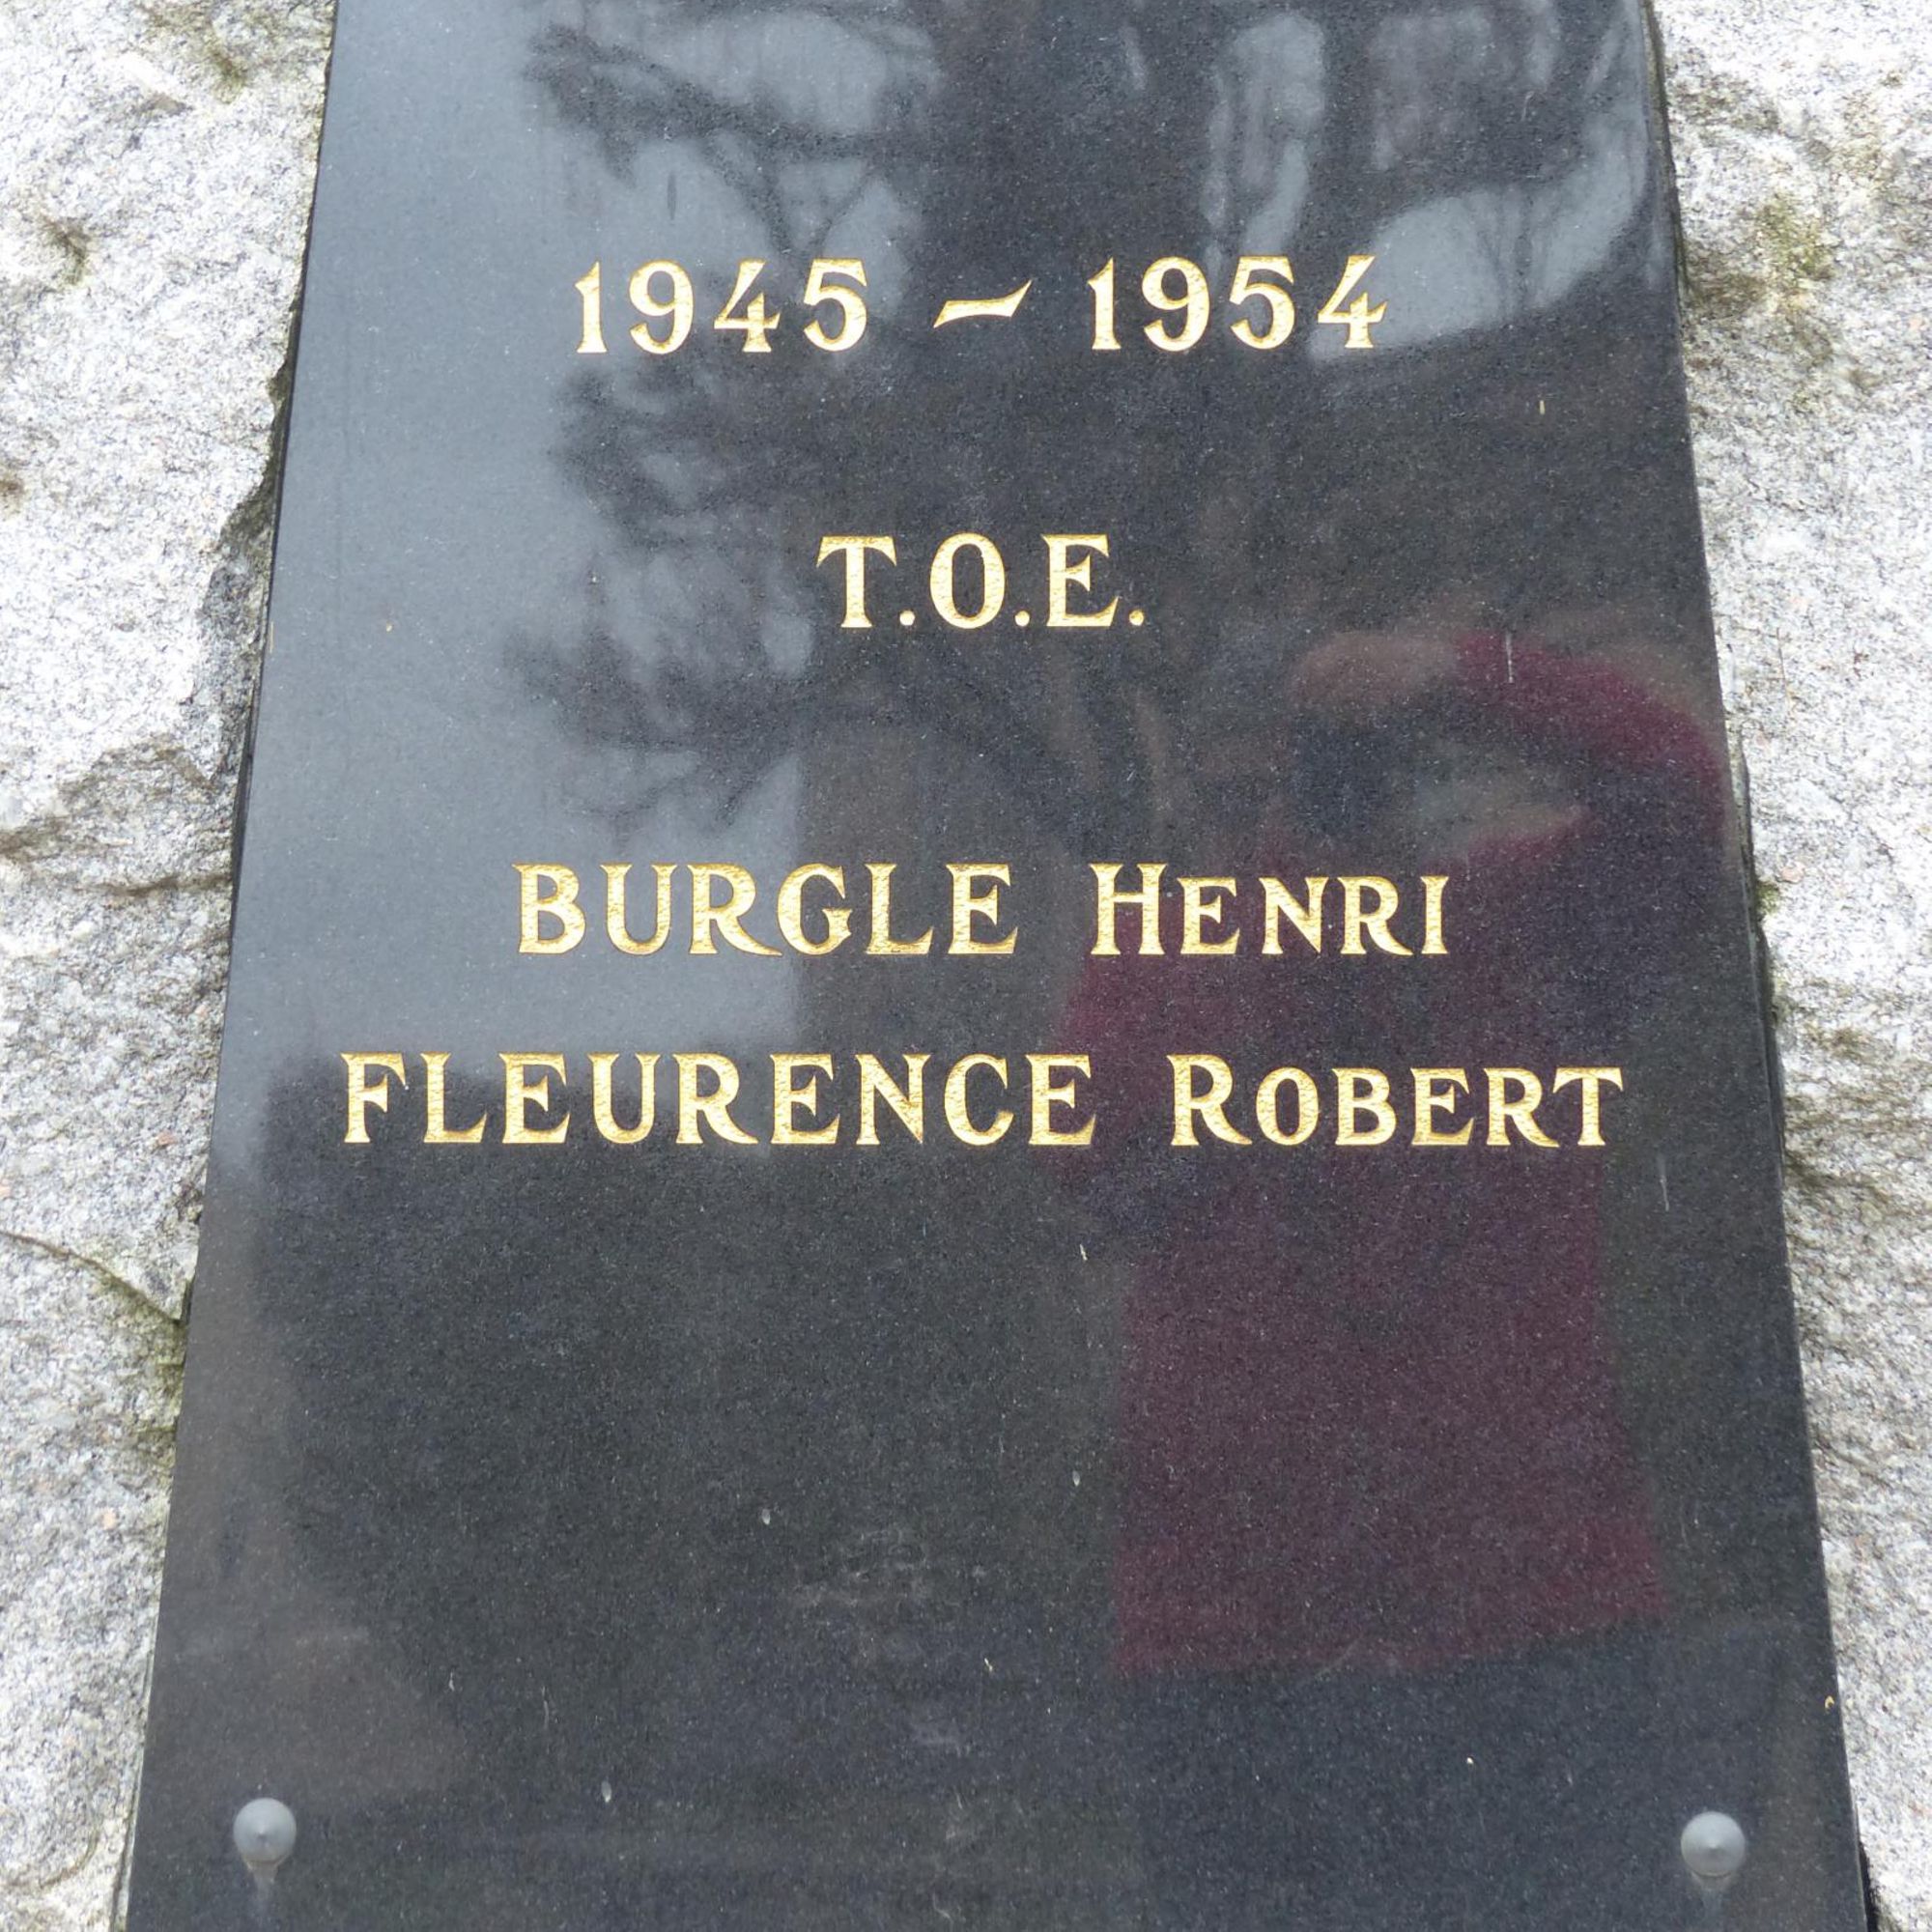 1945 - 1954
T.O.E.
BURGLE HENRI
FLEURENCE ROBERT